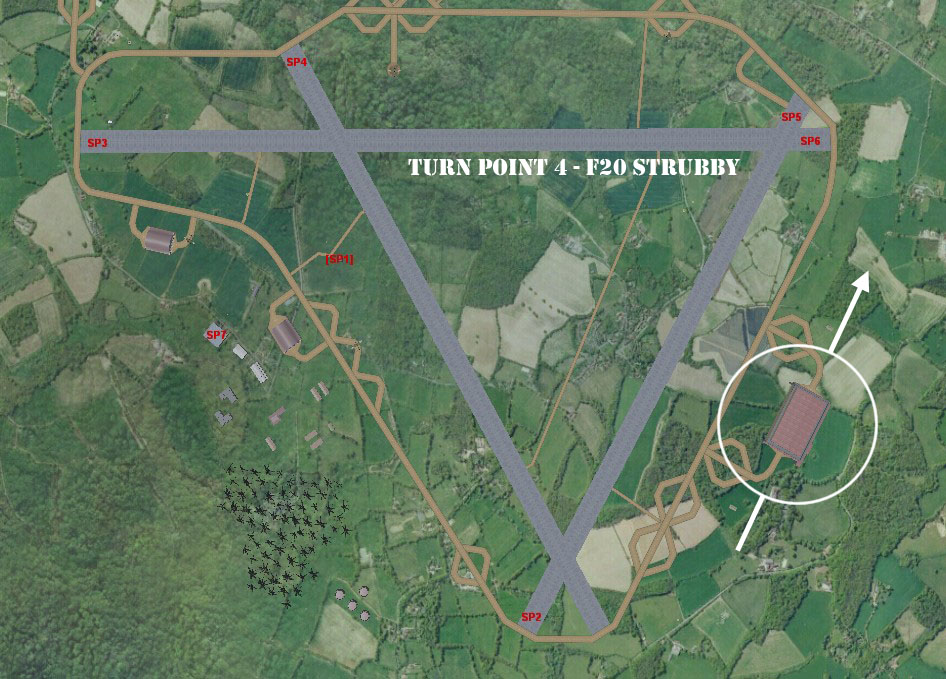 SP4
SP5
SP3
SP6
TURN POINT 4 - F20 STRUBBY
[SP1]
SP7
SP2